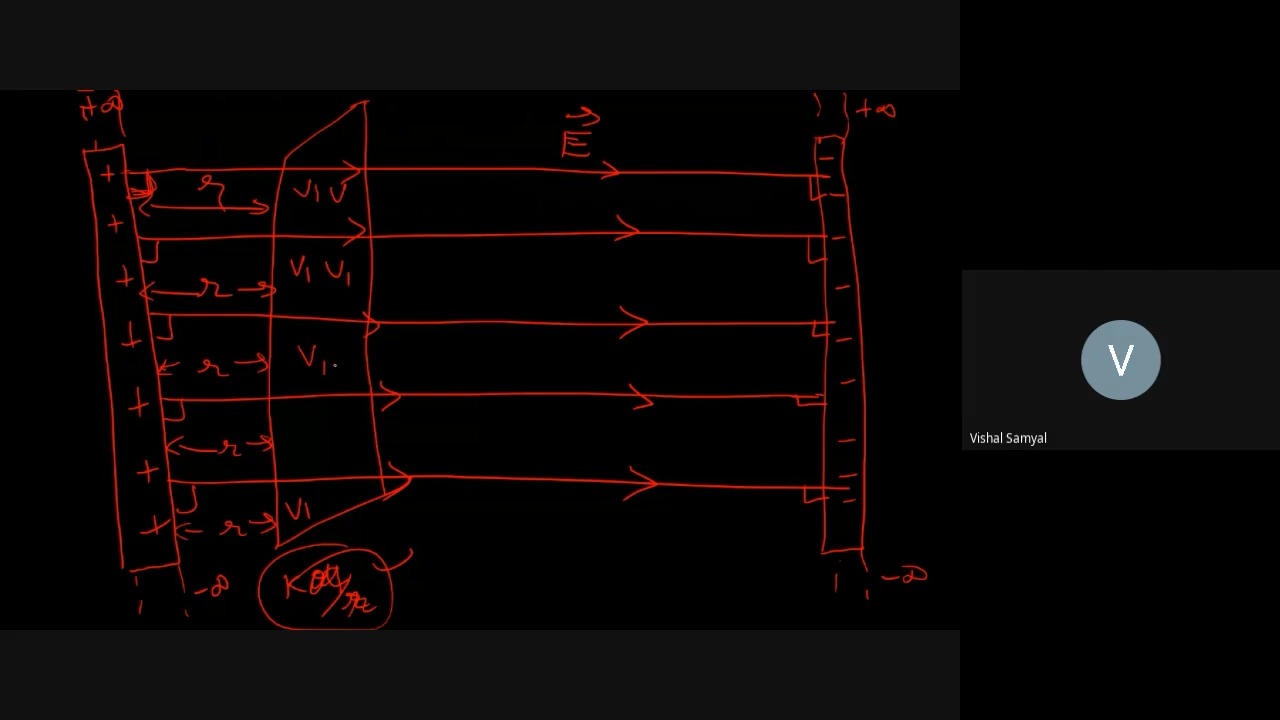 +∞ +∞
E
+ −
r V₁ V −
+ −
V₁ V₁
+ r −
+ r V₁ −
V
+ −
r −
+ −
+ r V₁ −
Vishal Samyal
−∞ −∞